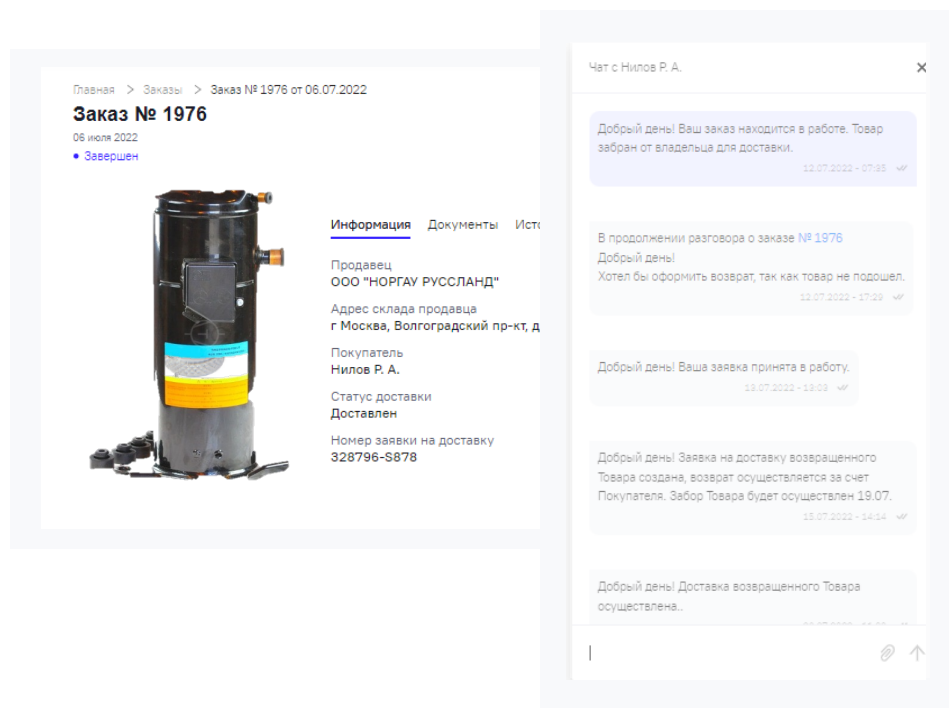 Главная > Заказы > Заказ № 1976 от 06.07.2022
Заказ № 1976
06 июля 2022
Завершен
Информация Документы Исто
Продавец
ООО "НОРГАУ РУССЛАНД"
Адрес склада продавца
г Москва, Волгоградский пр-кт, д
Покупатель
Нилов Р. А.
Статус доставки
Доставлен
Номер заявки на доставку
328796-S878
Чат с Нилов Р. А.
Добрый день! Ваш заказ находится в работе. Товар
забран от владельца для доставки.
12.07.2022 - 07:35
В продолжении разговора о заказе № 1976
Добрый день!
Хотел бы оформить возврат, так как товар не подошел.
12.07.2022 - 17:29
Добрый день! Ваша заявка принята в работу.
13.07.2022 - 13:03
Добрый день! Заявка на доставку возвращенного
Товара создана, возврат осуществляется за счет
Покупателя. Забор Товара будет осуществлен 19.07.
15.07.2022 - 14:14
Добрый день! Доставка возвращенного Товара
осуществлена..